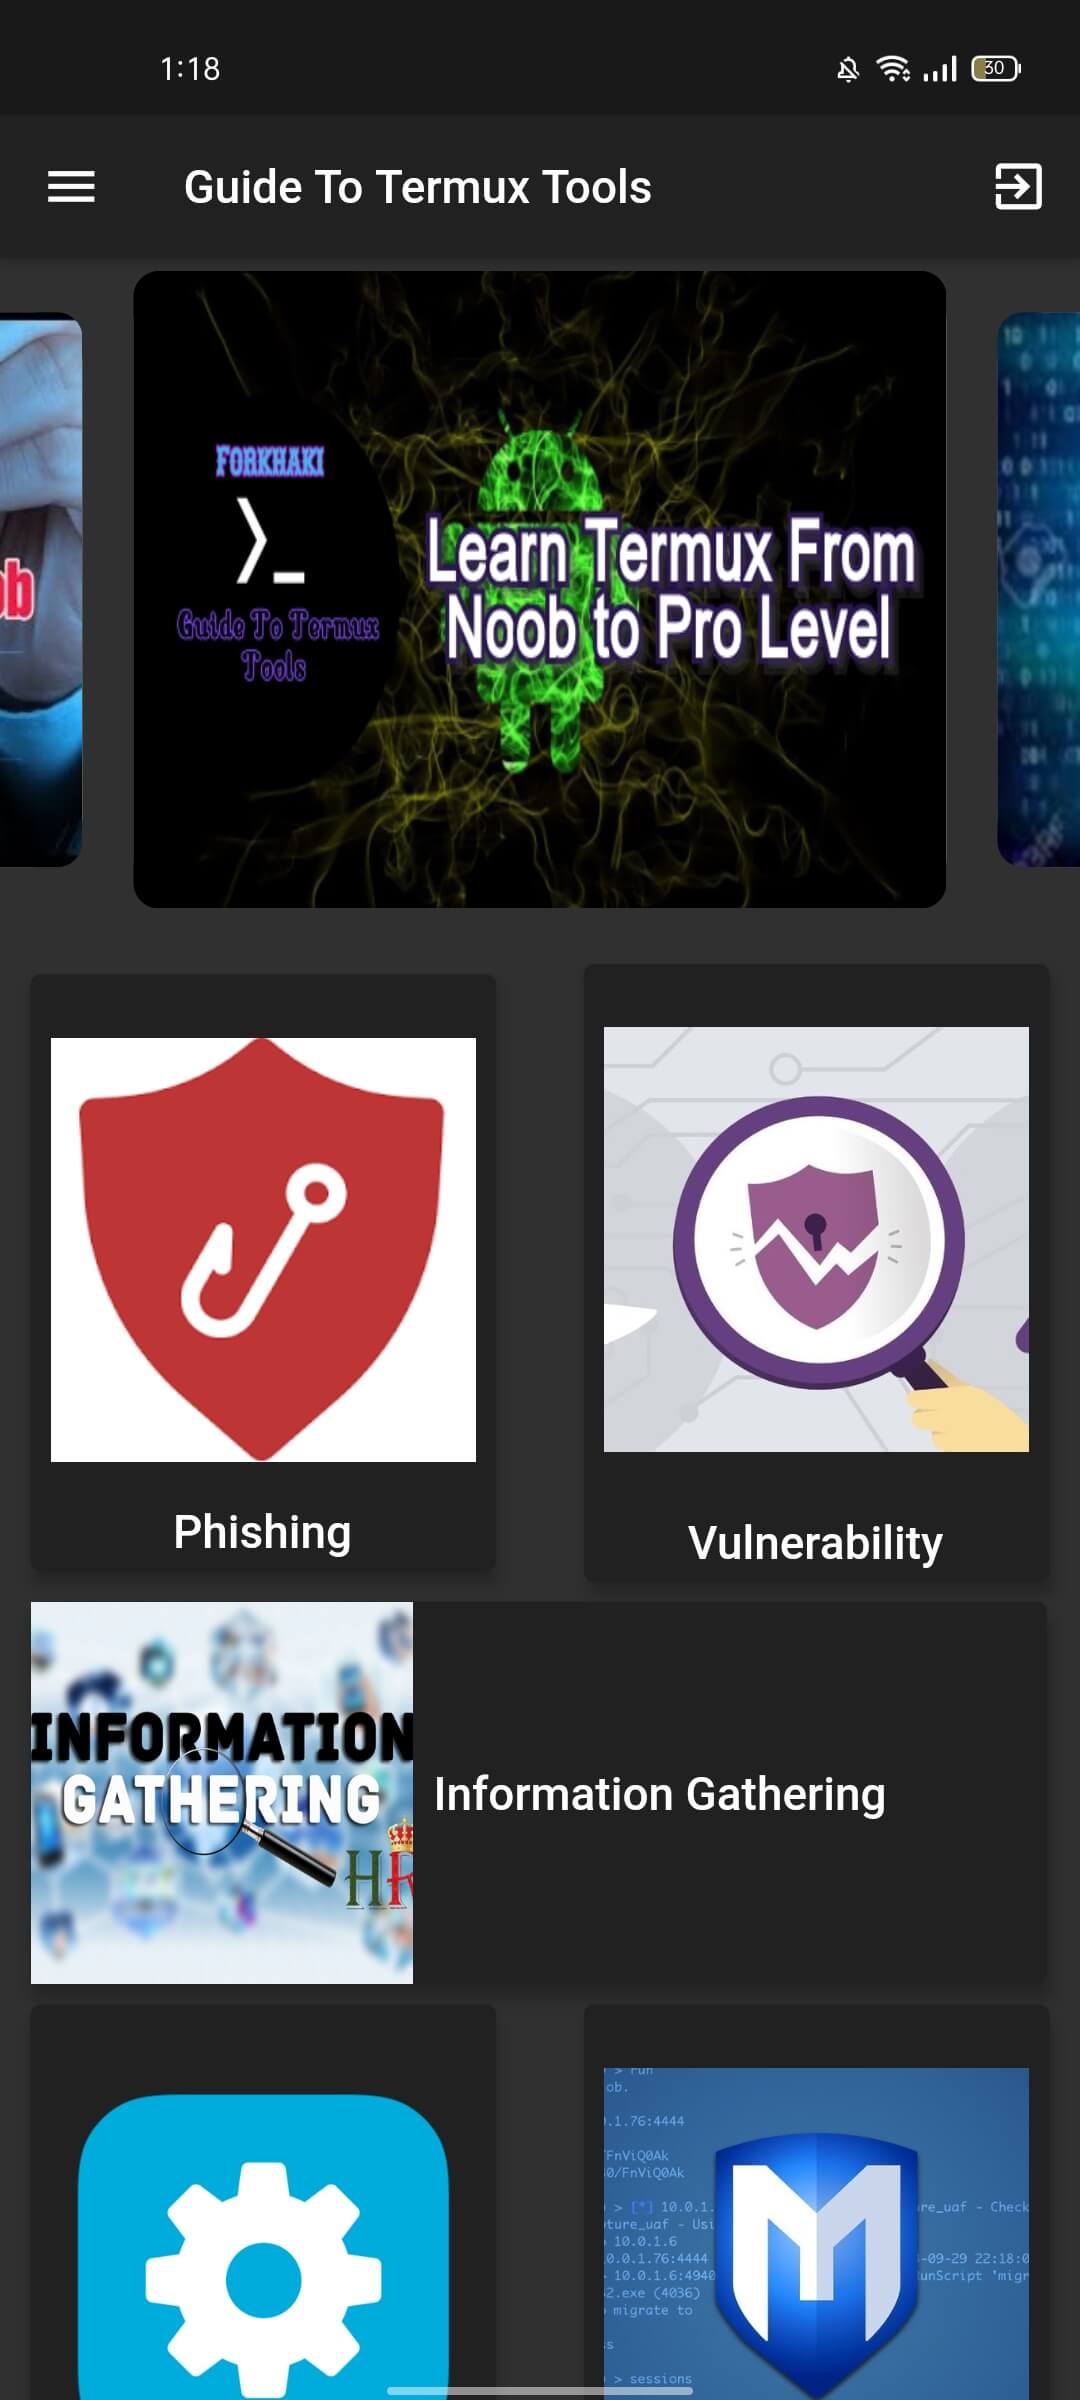 1:18
30
Guide To Termux Tools
ob
FORKHAKI
Guide To Termux
Tools
Learn Termux From
Noob to Pro Level
Phishing
Vulnerability
INFORMATION
GATHERING
HR
Information Gathering
> run
ob.
.1.76:4444
FnViQ0Ak
0/FnViQ0Ak
> [*] 10.0.1.
re_uaf - Check
ture_uaf - Usi
10.0.1.6
0.0.1.76:4444
-09-29 22:18:0
10.0.1.6:4940
unScript 'migr
2.exe (4036)
migrate to
> sessions